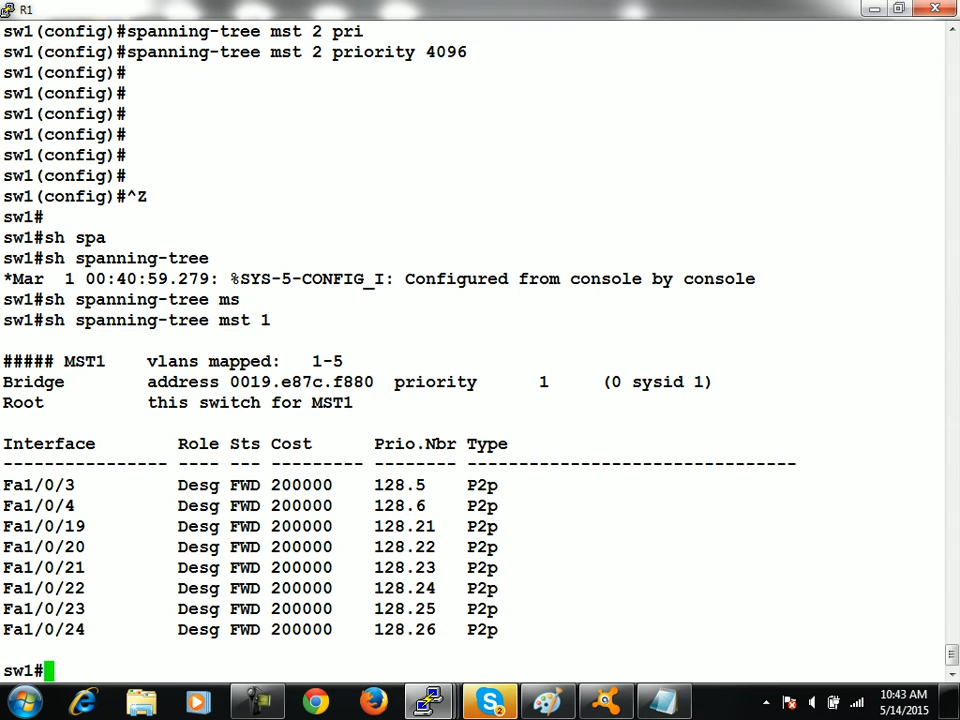 R1
sw1(config)#spanning-tree mst 2 pri
sw1(config)#spanning-tree mst 2 priority 4096
sw1(config)#
sw1(config)#
sw1(config)#
sw1(config)#
sw1(config)#
sw1(config)#
sw1(config)#^Z
sw1#
sw1#sh spa
sw1#sh spanning-tree
*Mar  1 00:40:59.279: %SYS-5-CONFIG_I: Configured from console by console
sw1#sh spanning-tree ms
sw1#sh spanning-tree mst 1
##### MST1    vlans mapped:   1-5
Bridge        address 0019.e87c.f880  priority      1     (0 sysid 1)
Root          this switch for MST1
Interface        Role Sts Cost      Prio.Nbr Type
---------------- ---- --- --------- -------- --------------------------------
Fa1/0/3          Desg FWD 200000    128.5    P2p
Fa1/0/4          Desg FWD 200000    128.6    P2p
Fa1/0/19         Desg FWD 200000    128.21   P2p
Fa1/0/20         Desg FWD 200000    128.22   P2p
Fa1/0/21         Desg FWD 200000    128.23   P2p
Fa1/0/22         Desg FWD 200000    128.24   P2p
Fa1/0/23         Desg FWD 200000    128.25   P2p
Fa1/0/24         Desg FWD 200000    128.26   P2p
sw1#
2
10:43 AM
5/14/2015